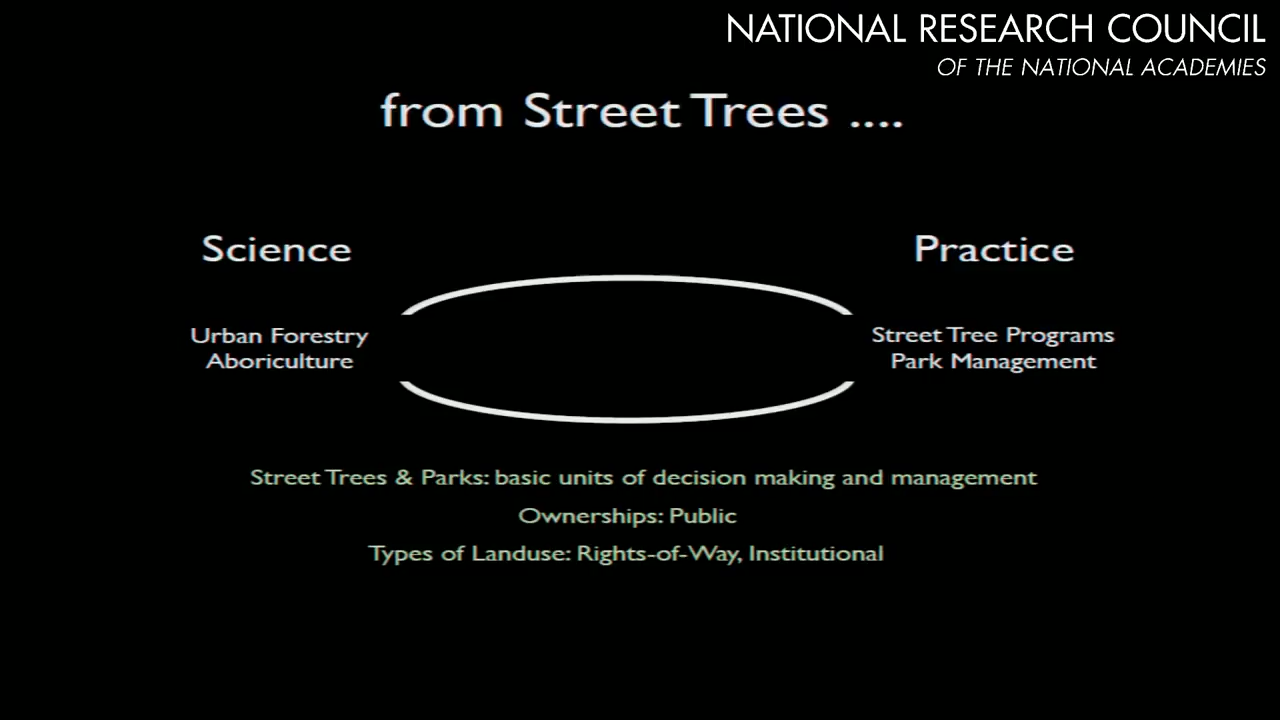 NATIONAL RESEARCH COUNCIL
OF THE NATIONAL ACADEMIES
from Street Trees ....
Science
Practice
Urban Forestry
Aboriculture
Street Tree Programs
Park Management
Street Trees & Parks: basic units of decision making and management
Ownerships: Public
Types of Landuse: Rights-of-Way, Institutional